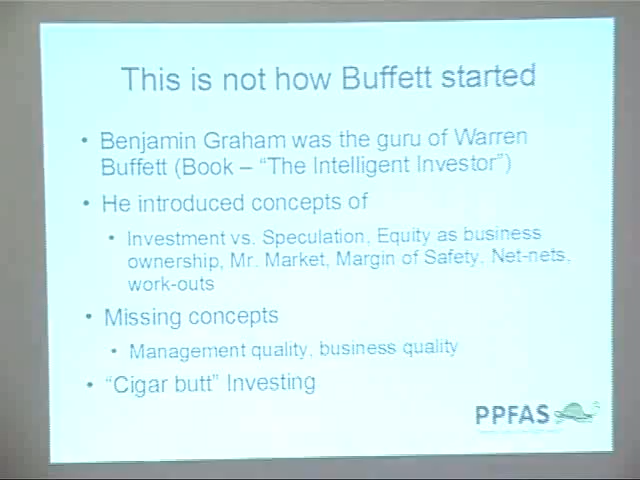 This is not how Buffett started
• Benjamin Graham was the guru of Warren
Buffett (Book – “The Intelligent Investor”)
• He introduced concepts of
• Investment vs. Speculation, Equity as business
ownership, Mr. Market, Margin of Safety, Net-nets,
work-outs
• Missing concepts
• Management quality, business quality
• “Cigar butt” Investing
PPFAS